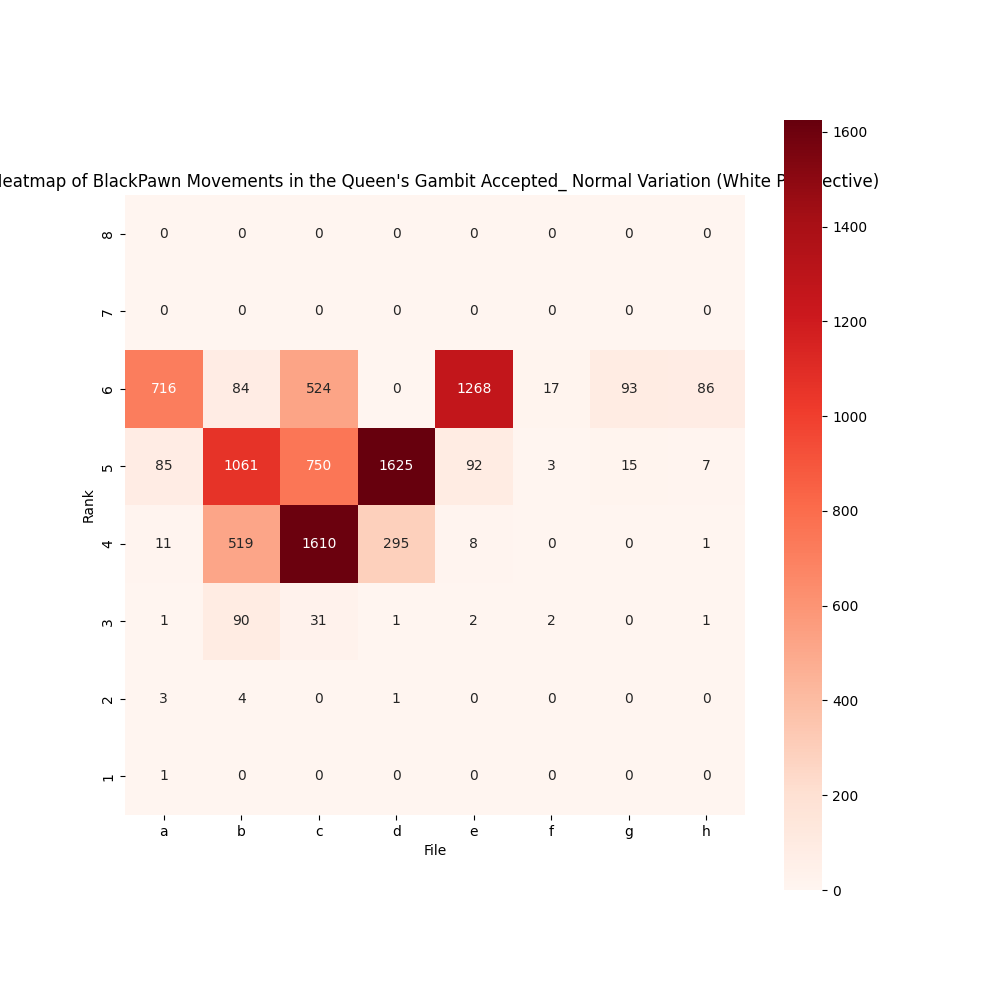 eatmap of BlackPawn Movements in the Queen's Gambit Accepted_ Normal Variation (White P ective)
8 0 0 0 0 0 0 0 0
7 0 0 0 0 0 0 0 0
6 716 84 524 0 1268 17 93 86
5 85 1061 750 1625 92 3 15 7
4 11 519 1610 295 8 0 0 1
3 1 90 31 1 2 2 0 1
2 3 4 0 1 0 0 0 0
1 1 0 0 0 0 0 0 0
a b c d e f g h
Rank
File
1600
1400
1200
1000
800
600
400
200
0